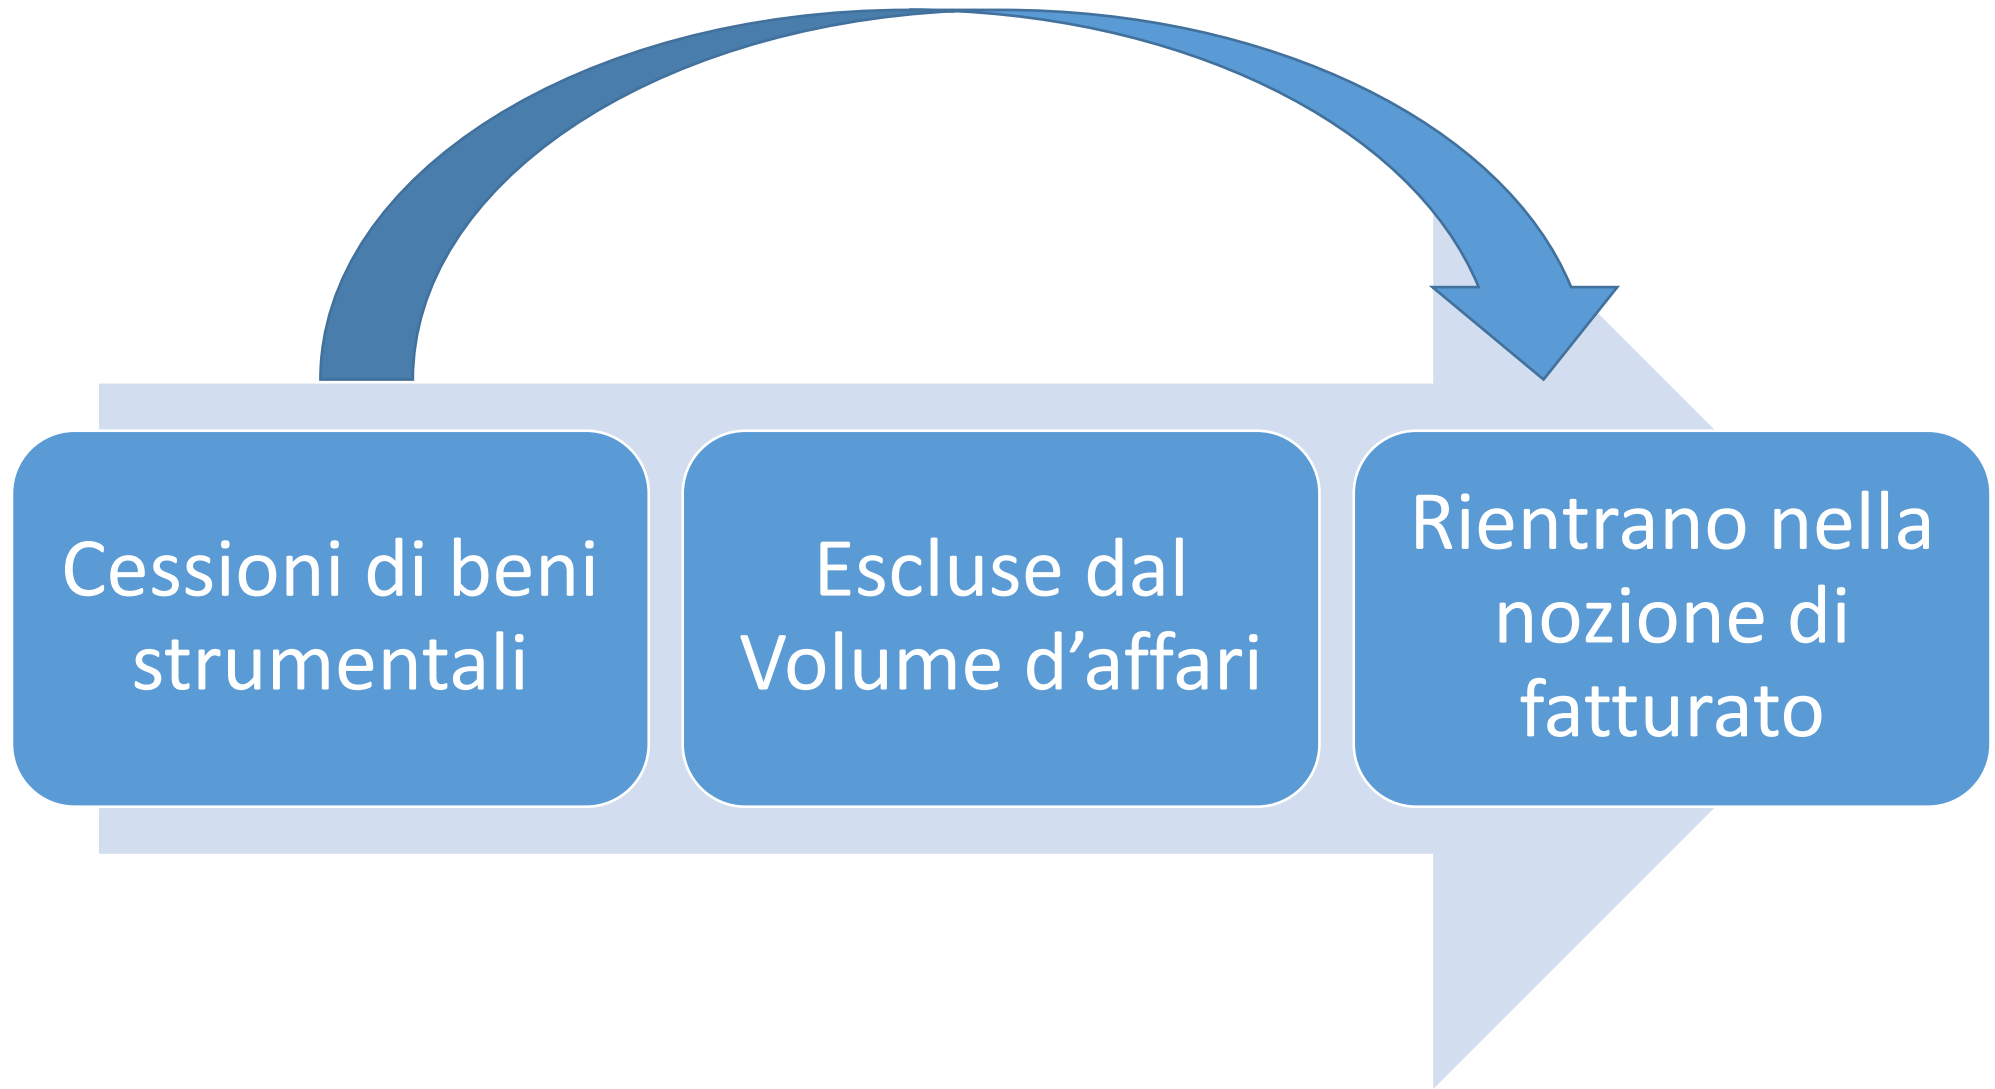 Cessioni di beni
strumentali
Escluse dal
Volume d’affari
Rientrano nella
nozione di
fatturato